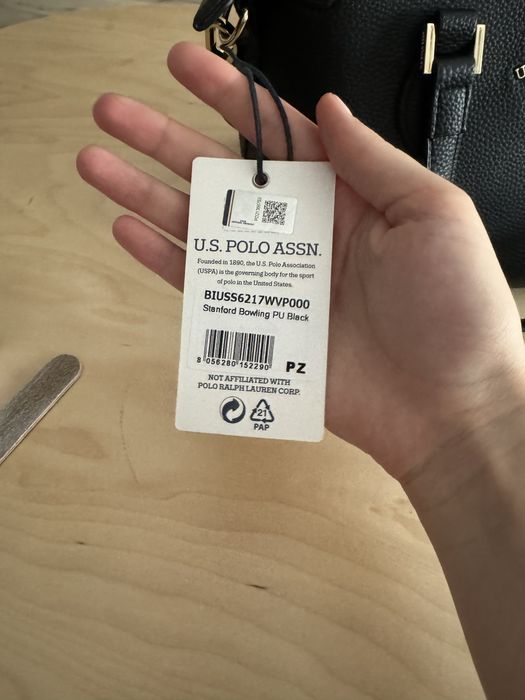 U.S. POLO ASSN.
Founded in 1890, the U.S. Polo Association
(USPA) is the governing body for the sport
of polo in the United States.
BIUSS6217WVP000
Stanford Bowling PU Black
8 056280 152290
PZ
NOT AFFILIATED WITH
POLO RALPH LAUREN CORP.
21
PAP